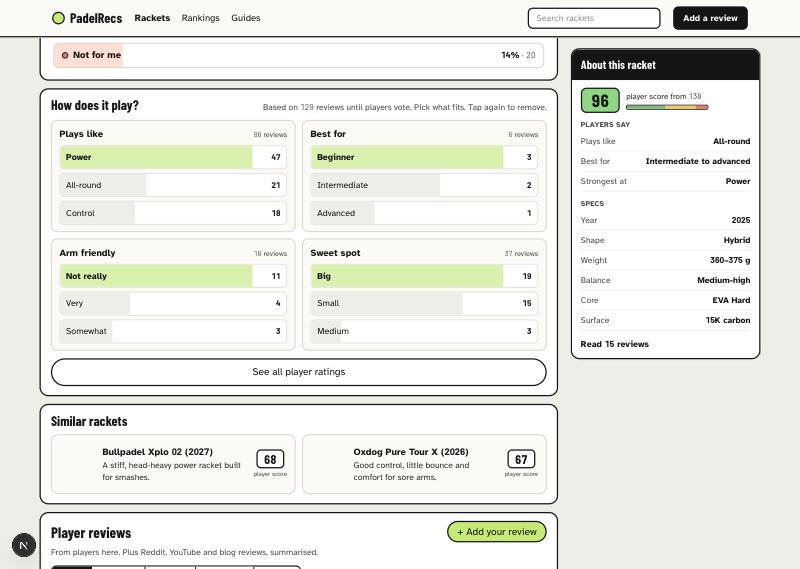 PadelRecs
Rackets
Rankings
Guides
Search rackets
Add a review
Not for me
14% · 20
How does it play?
Based on 129 reviews until players vote. Pick what fits. Tap again to remove.
Plays like
86 reviews
Power
47
All-round
21
Control
18
Best for
6 reviews
Beginner
3
Intermediate
2
Advanced
1
Arm friendly
18 reviews
Not really
11
Very
4
Somewhat
3
Sweet spot
37 reviews
Big
19
Small
15
Medium
3
See all player ratings
Similar rackets
Bullpadel Xplo 02 (2027)
A stiff, head-heavy power racket built
for smashes.
68
player score
Oxdog Pure Tour X (2026)
Good control, little bounce and
comfort for sore arms.
67
player score
Player reviews
+ Add your review
From players here. Plus Reddit, YouTube and blog reviews, summarised.
About this racket
96
player score from 138
PLAYERS SAY
Plays like
All-round
Best for
Intermediate to advanced
Strongest at
Power
SPECS
Year
2025
Shape
Hybrid
Weight
360–375 g
Balance
Medium-high
Core
EVA Hard
Surface
15K carbon
Read 15 reviews
N